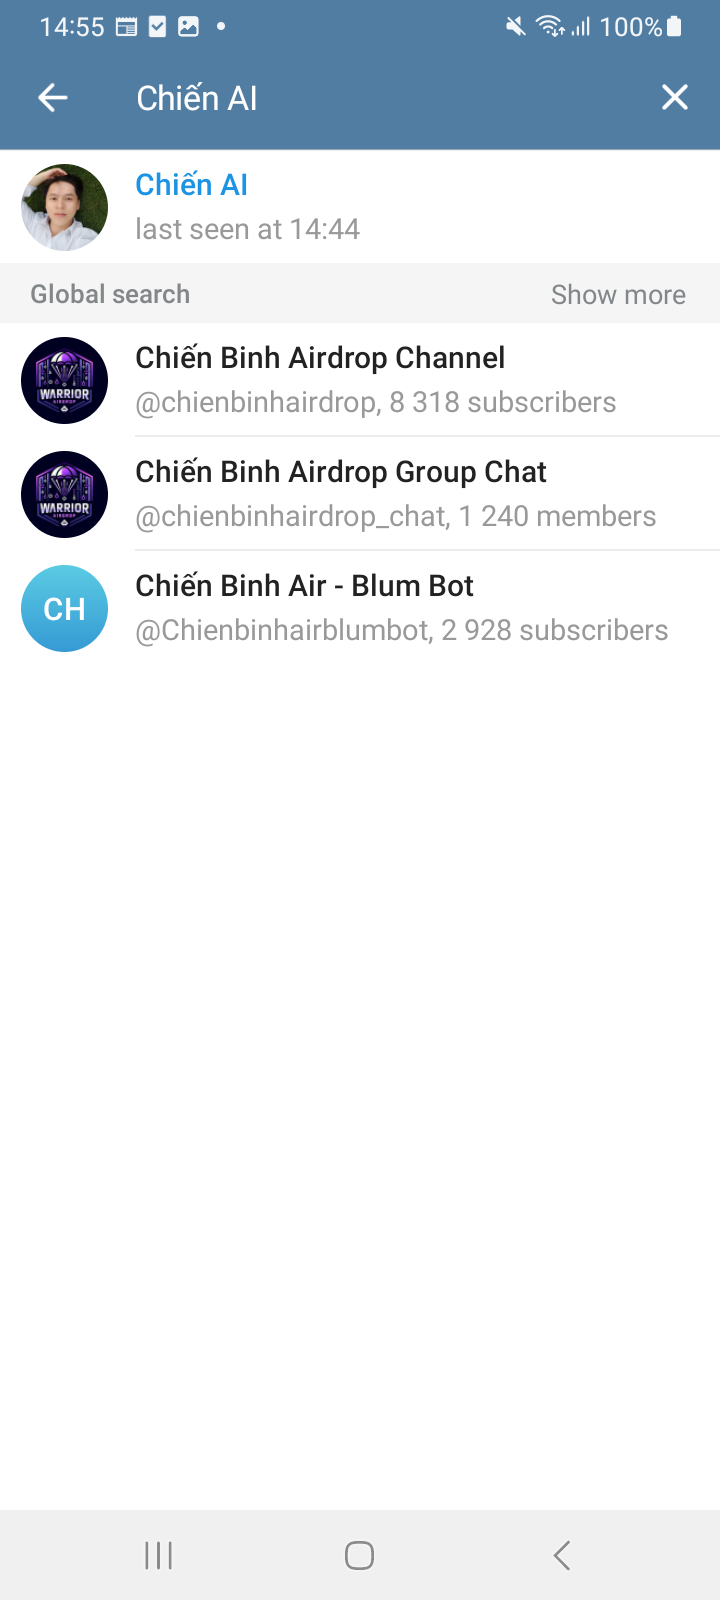 14:55 100%
Chiến AI
Chiến AI
last seen at 14:44
Global search Show more
WARRIOR
AIRDROP
Chiến Binh Airdrop Channel
@chienbinhairdrop, 8 318 subscribers
WARRIOR
AIRDROP
Chiến Binh Airdrop Group Chat
@chienbinhairdrop_chat, 1 240 members
CH
Chiến Binh Air - Blum Bot
@Chienbinhairblumbot, 2 928 subscribers